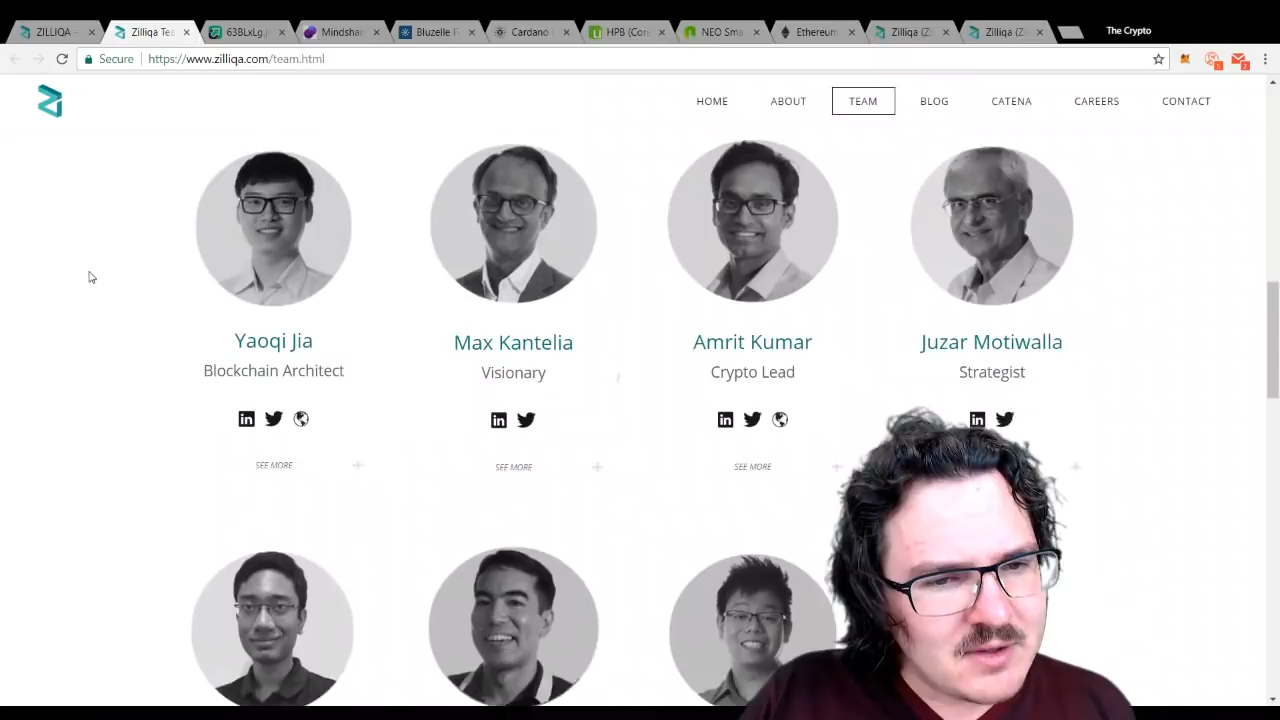 ZILLIQA -
Zilliqa Tea
63BLxLg.j
Mindshar
Bluzelle F
Cardano (
HPB (Con
NEO Sma
Ethereum
Zilliqa (Z
Zilliqa (Z
The Crypto
Secure https://www.zilliqa.com/team.html
HOME ABOUT TEAM BLOG CATENA CAREERS CONTACT
Yaoqi Jia Max Kantelia Amrit Kumar Juzar Motiwalla
Blockchain Architect Visionary Crypto Lead Strategist
SEE MORE SEE MORE SEE MORE